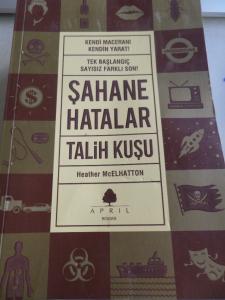 KENDİ MACERANI
KENDİN YARAT!
TEK BAŞLANGIÇ
SAYISIZ FARKLI SON!
ŞAHANE
HATALAR
TALİH KUŞU
Heather McELHATTON
APRIL